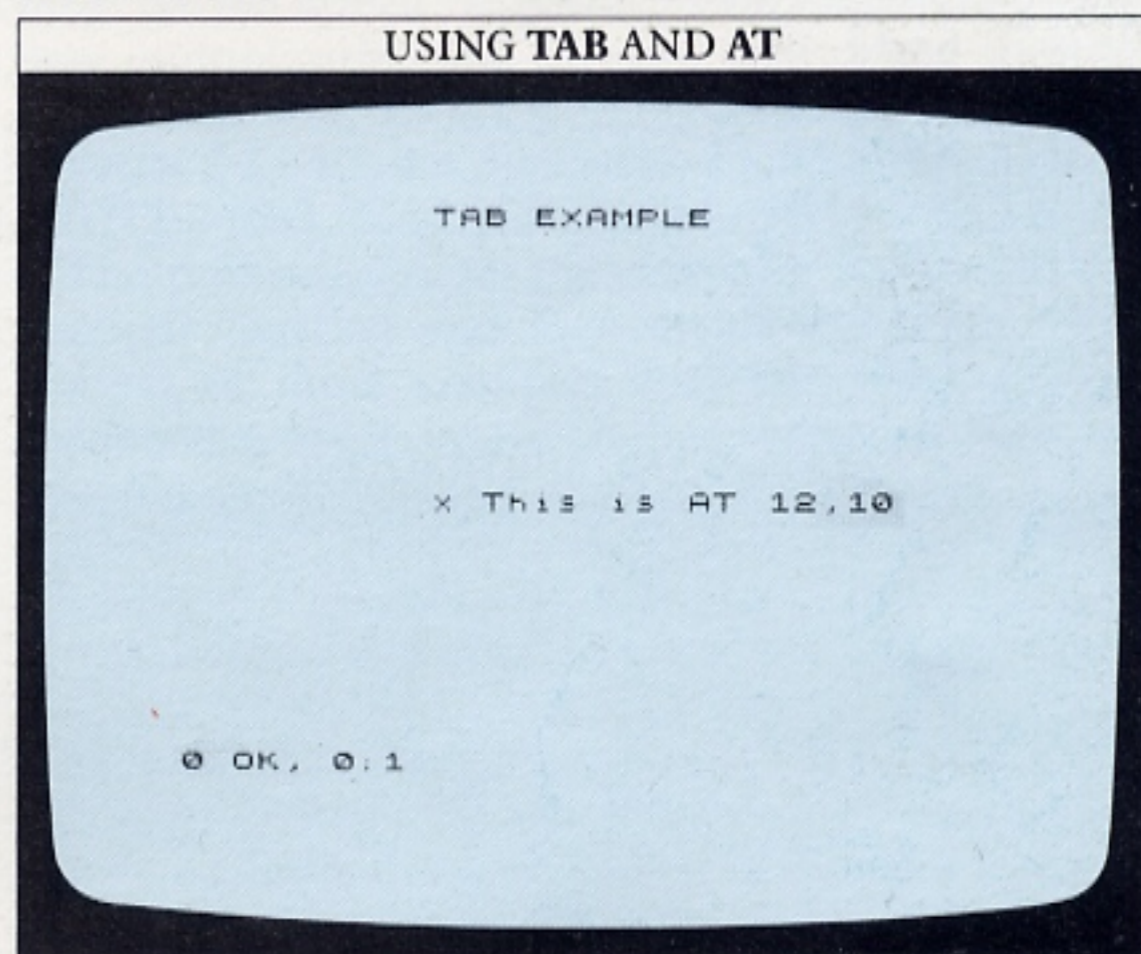 USING TAB AND AT
TAB EXAMPLE
x This is AT 12,10
0 OK, 0:1